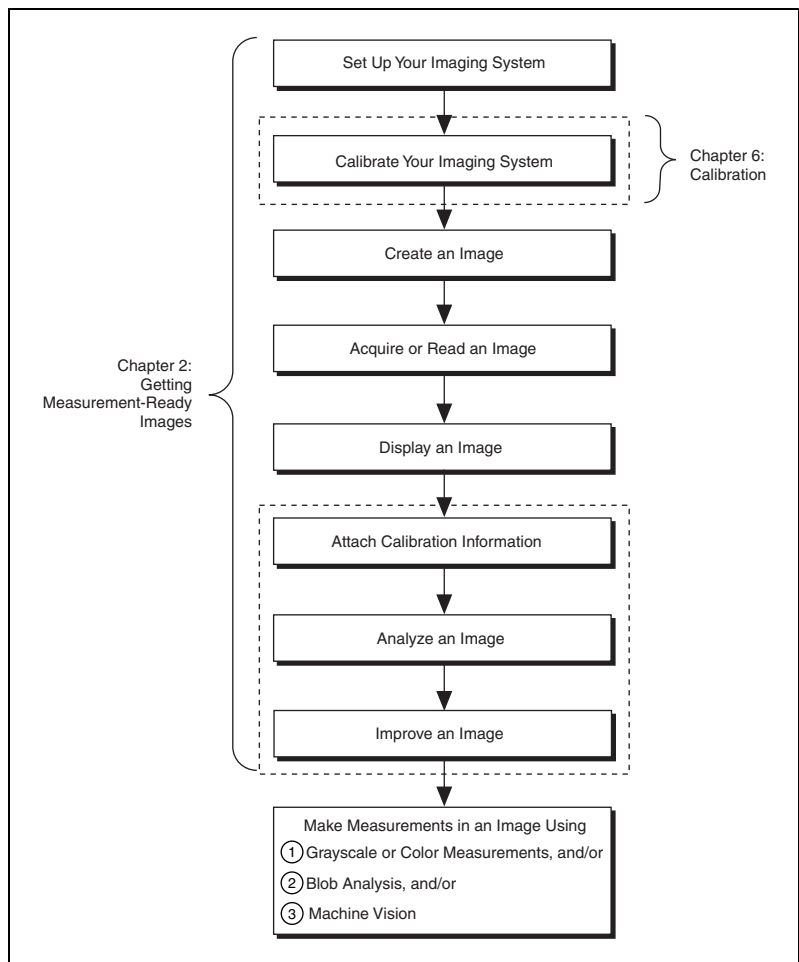 Set Up Your Imaging System
Calibrate Your Imaging System
Chapter 6:
Calibration
Create an Image
Acquire or Read an Image
Chapter 2:
Getting
Measurement-Ready
Images
Display an Image
Attach Calibration Information
Analyze an Image
Improve an Image
Make Measurements in an Image Using
1 Grayscale or Color Measurements, and/or
2 Blob Analysis, and/or
3 Machine Vision